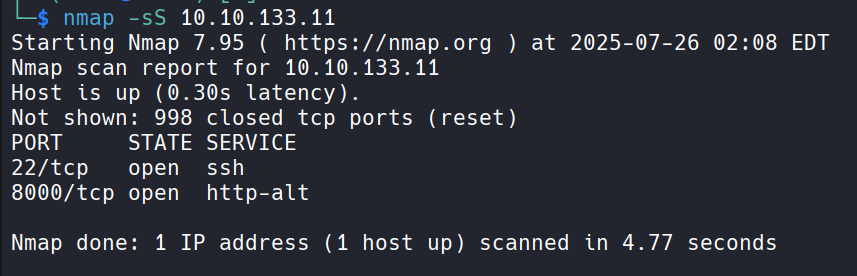 └─$ nmap -sS 10.10.133.11
Starting Nmap 7.95 ( https://nmap.org ) at 2025-07-26 02:08 EDT
Nmap scan report for 10.10.133.11
Host is up (0.30s latency).
Not shown: 998 closed tcp ports (reset)
PORT     STATE SERVICE
22/tcp   open  ssh
8000/tcp open  http-alt

Nmap done: 1 IP address (1 host up) scanned in 4.77 seconds